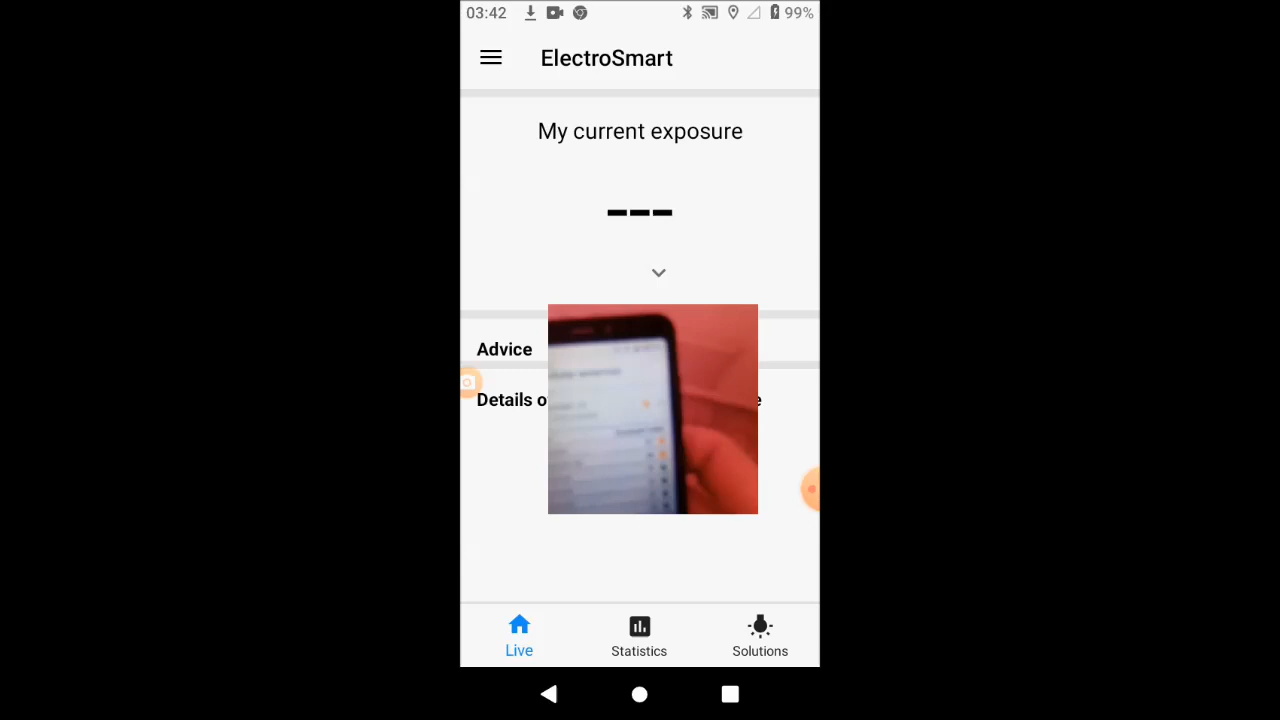 03:42 99%
ElectroSmart
My current exposure
---
Advice
Details o
e
Live Statistics Solutions